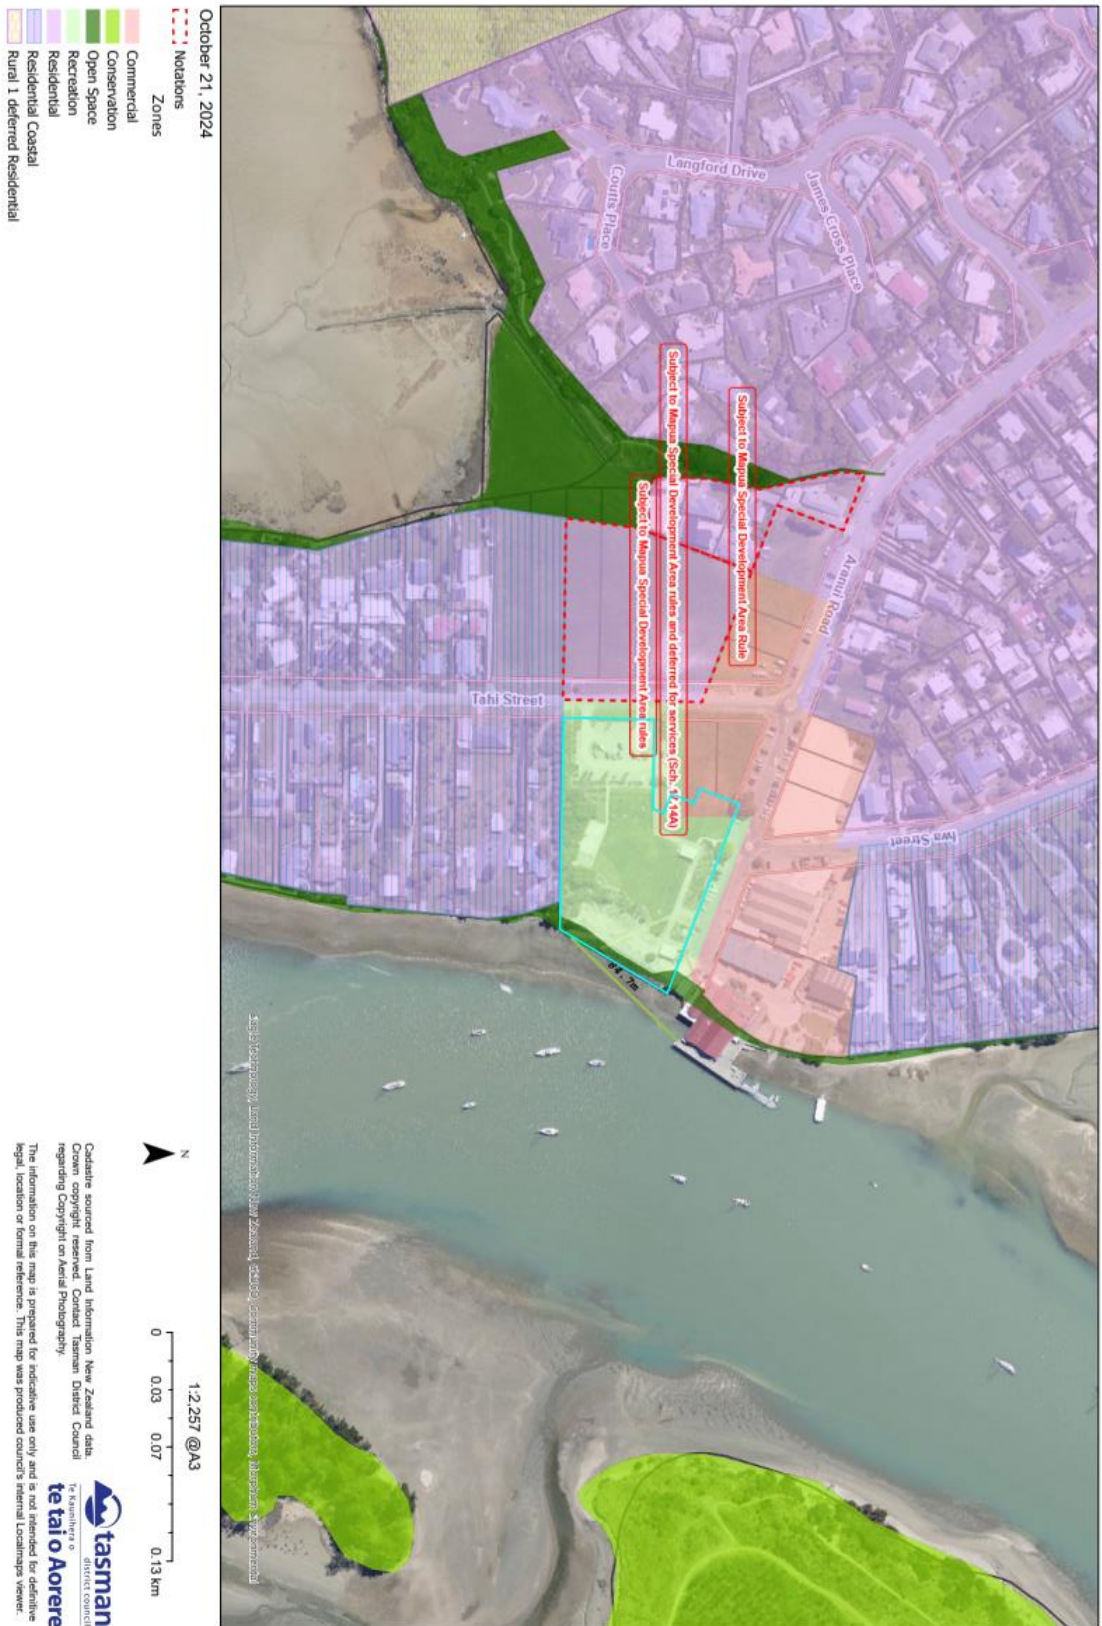 October 21, 2024
Notations
Zones
Commercial
Conservation
Open Space
Recreation
Residential
Residential Coastal
Rural 1 deferred Residential
Langford Drive
James Cross Place
Coutts Place
Aranui Road
Iwa Street
Tahi Street
Subject to Mapua Special Development Area Rule
Subject to Mapua Special Development Area rules and deferred for services (Sch. 17.14A)
Subject to Mapua Special Development Area rules
N
1:2,257 @A3
0 0.03 0.07 0.13 km
Cadastre sourced from Land Information New Zealand data.
Crown copyright reserved. Contact Tasman District Council
regarding Copyright on Aerial Photography.
The information on this map is prepared for indicative use only and is not intended for definitive
legal, location or formal reference. This map was produced council's internal Localmaps viewer.
tasman
district council
Te Kaunihera o
te tai o Aorere